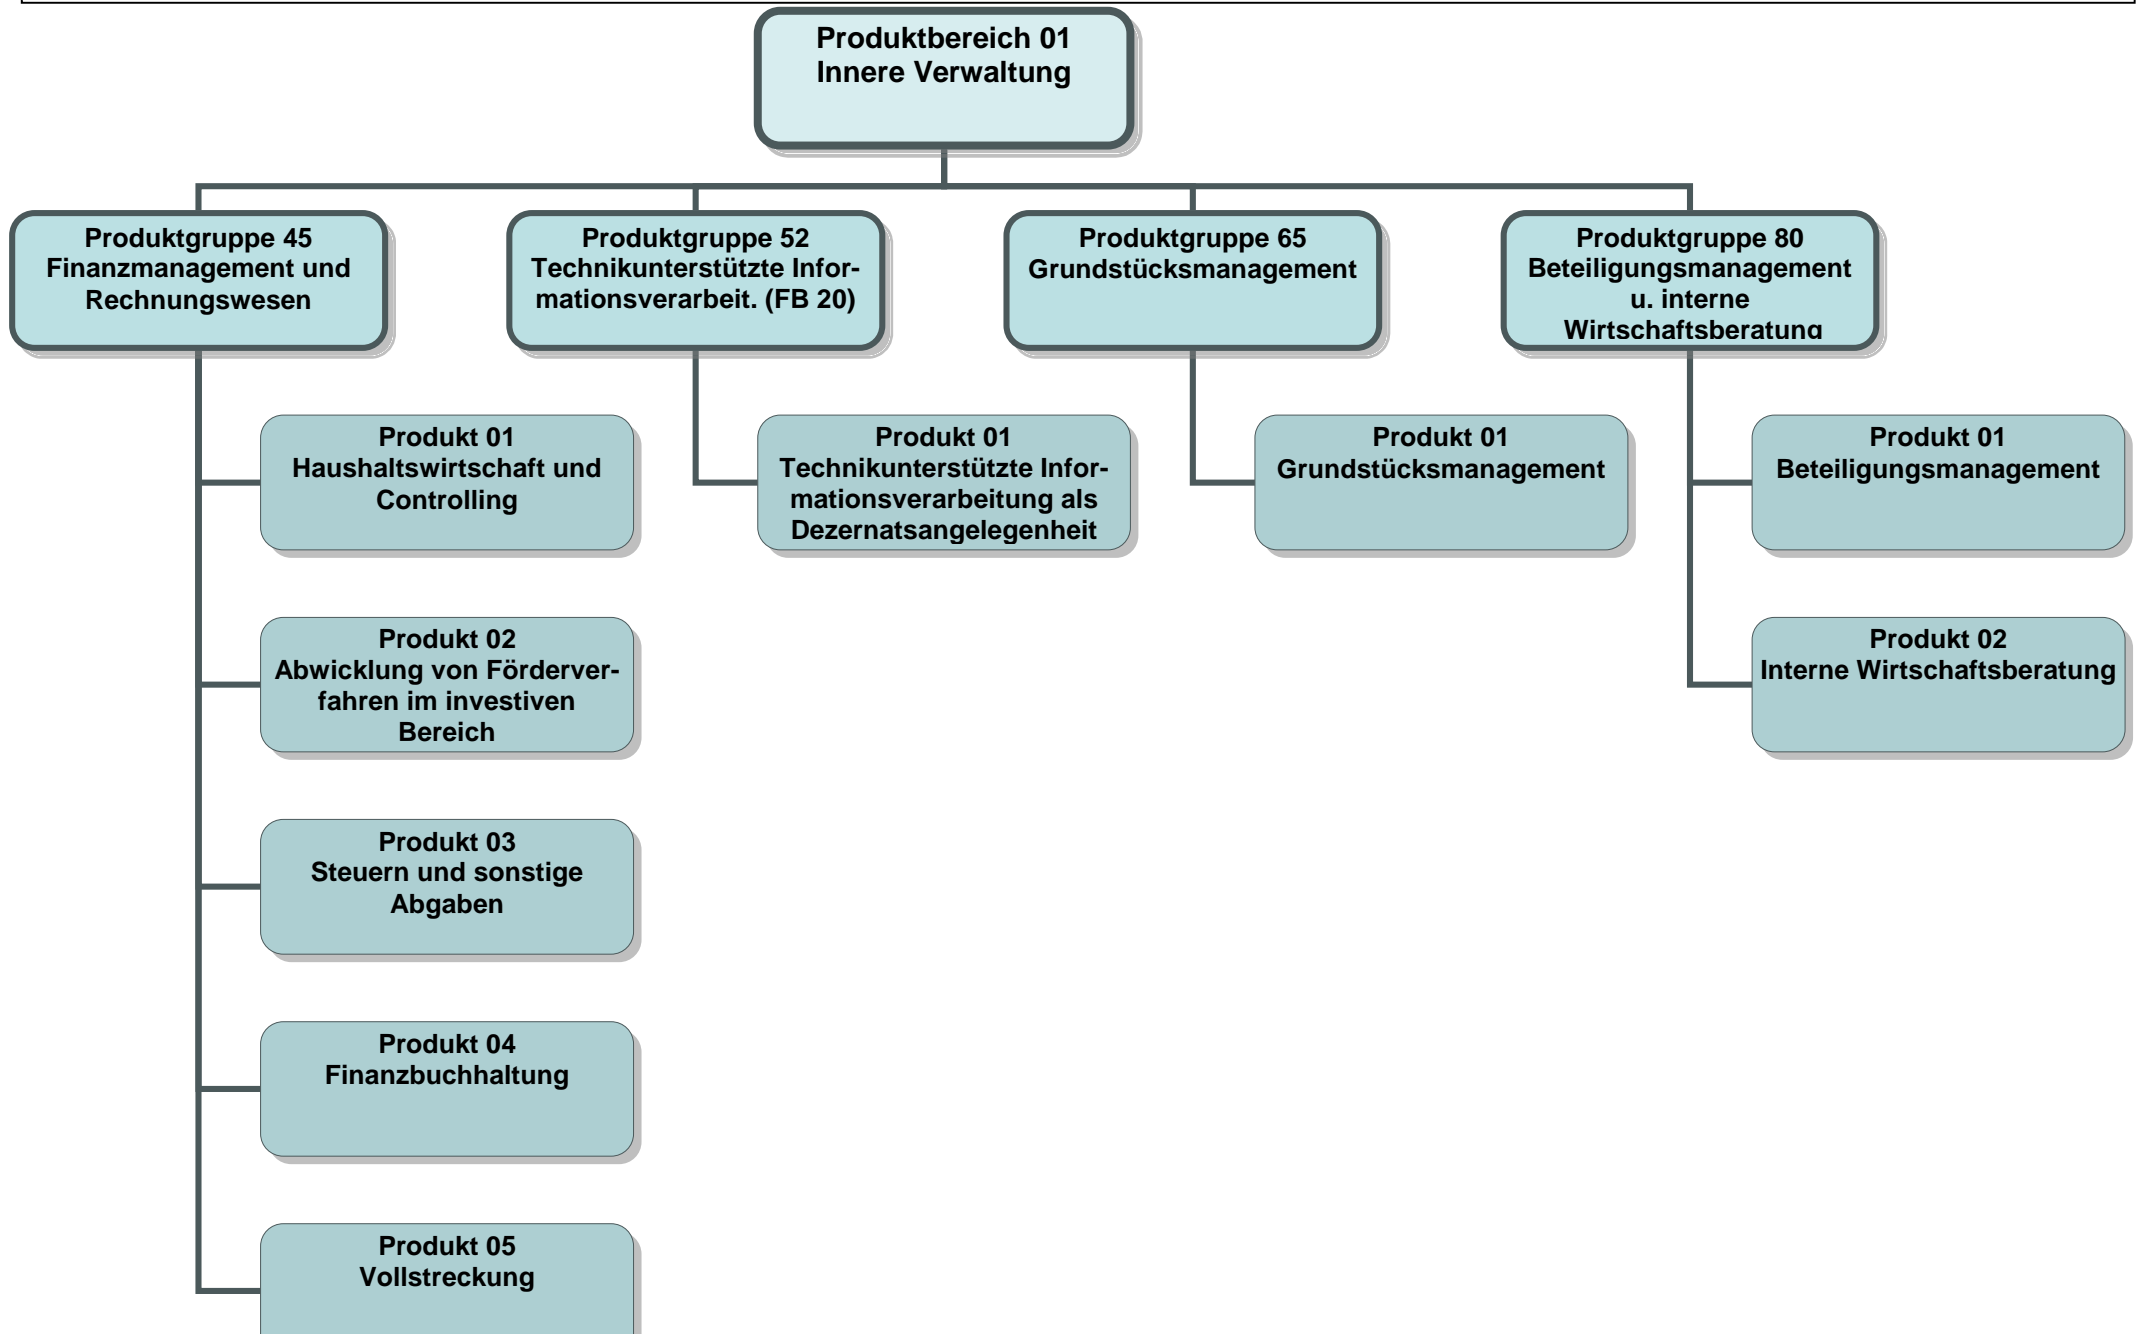 Produktbereich 01
Innere Verwaltung
Produktgruppe 45
Finanzmanagement und
Rechnungswesen
Produktgruppe 52
Technikunterstützte Infor-
mationsverarbeit. (FB 20)
Produktgruppe 65
Grundstücksmanagement
Produktgruppe 80
Beteiligungsmanagement
u. interne
Wirtschaftsberatung
Produkt 01
Haushaltswirtschaft und
Controlling
Produkt 01
Technikunterstützte Infor-
mationsverarbeitung als
Dezernatsangelegenheit
Produkt 01
Grundstücksmanagement
Produkt 01
Beteiligungsmanagement
Produkt 02
Abwicklung von Förderver-
fahren im investiven
Bereich
Produkt 02
Interne Wirtschaftsberatung
Produkt 03
Steuern und sonstige
Abgaben
Produkt 04
Finanzbuchhaltung
Produkt 05
Vollstreckung